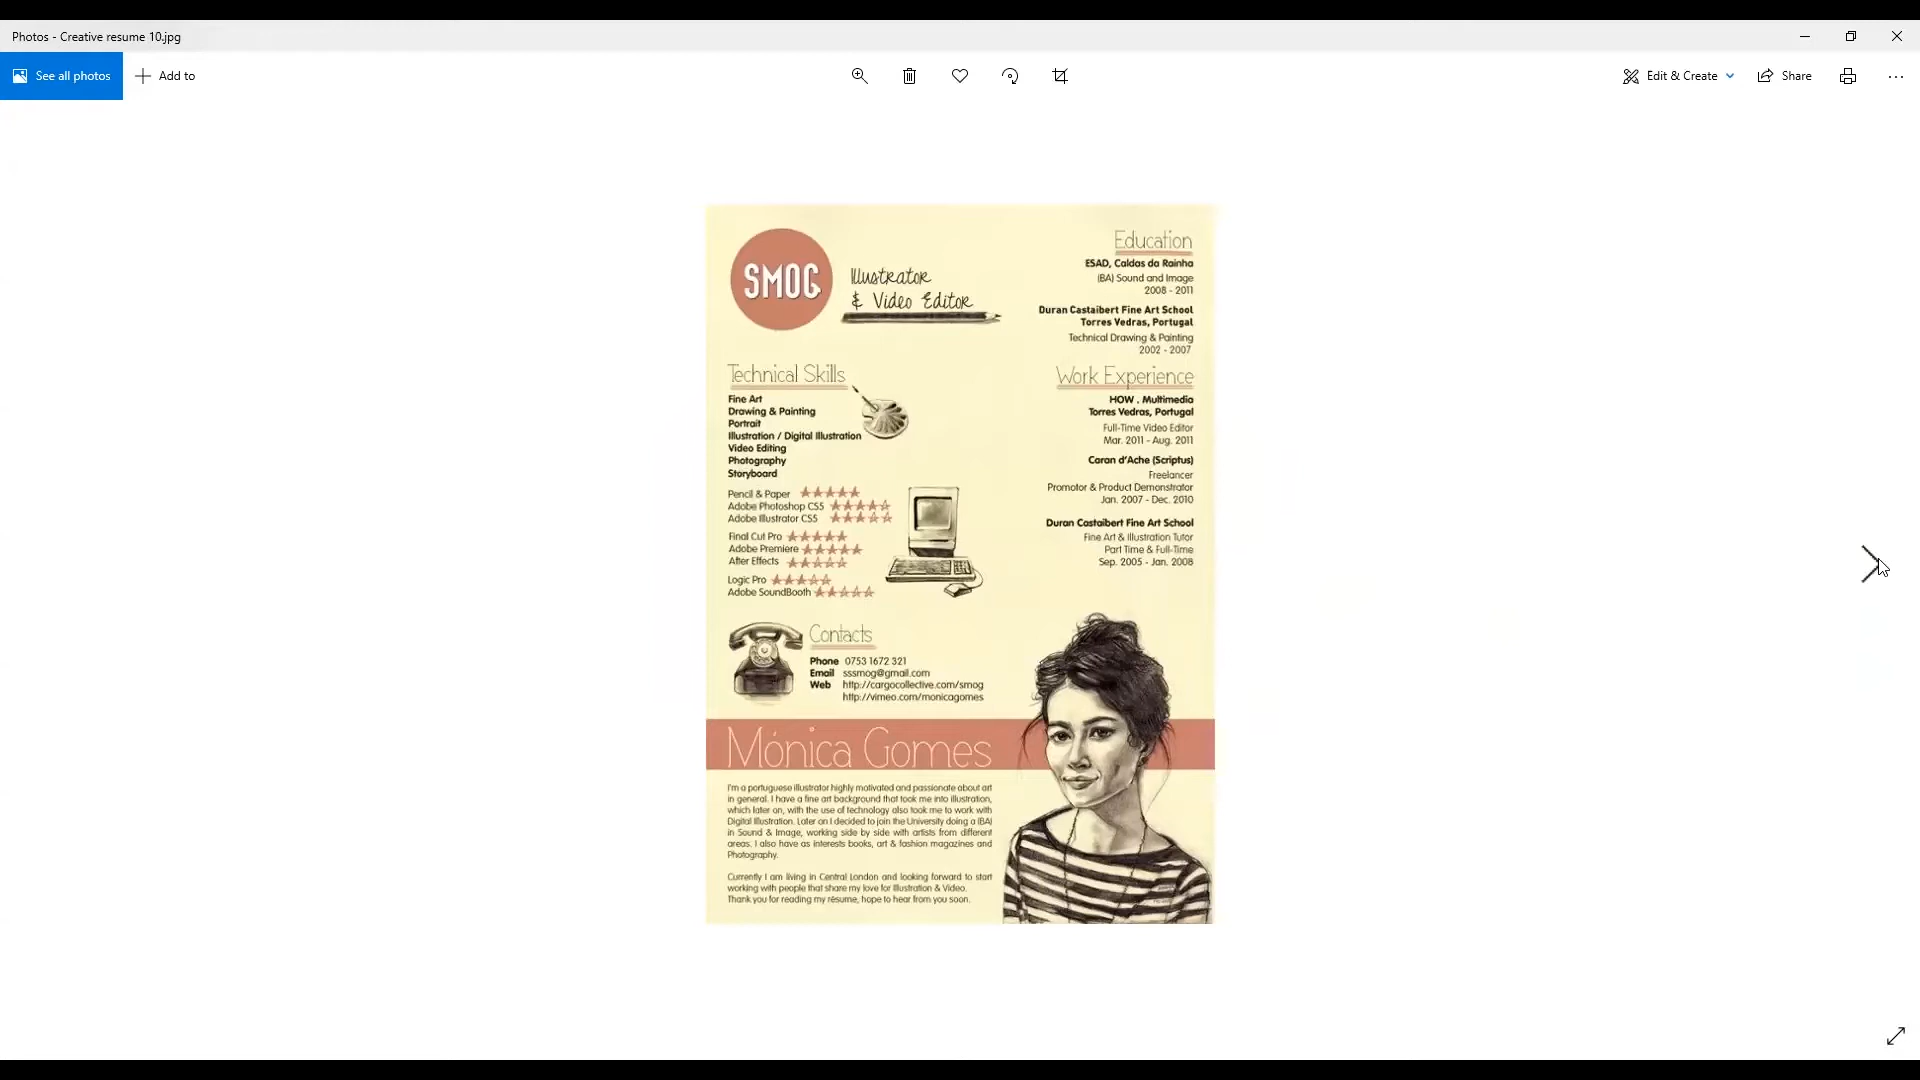 Photos - Creative resume 10.jpg
See all photos
Add to
Edit & Create
Share
SMOG
Illustrator
& Video Editor
Education
ESAD, Caldas da Rainha
(BA) Sound and Image
2008 - 2011
Duran Castaibert Fine Art School
Torres Vedras, Portugal
Technical Drawing & Painting
2002 - 2007
Technical Skills
Fine Art
Drawing & Painting
Portrait
Illustration / Digital Illustration
Video Editing
Photography
Storyboard
Pencil & Paper
Adobe Photoshop CS5
Adobe Illustrator CS5
Final Cut Pro
Adobe Premiere
After Effects
Logic Pro
Adobe SoundBooth
Work Experience
HOW . Multimedia
Torres Vedras, Portugal
Full-Time Video Editor
Mar. 2011 - Aug. 2011
Caran d'Ache (Scriptus)
Freelancer
Promotor & Product Demonstrator
Jan. 2007 - Dec. 2010
Duran Castaibert Fine Art School
Fine Art & Illustration Tutor
Part Time & Full-Time
Sep. 2005 - Jan. 2008
Contacts
Phone 0753 1672 321
Email sssmog@gmail.com
Web http://cargocollective.com/smog
http://vimeo.com/monicagomes
Mónica Gomes
I'm a portuguese illustrator highly motivated and passionate about art
in general. I have a fine art background that took me into illustration,
which later on, with the use of technology also took me to work with
Digital Illustration. Later on I decided to join the University doing a (BA)
in Sound & Image, working side by side with artists from different
areas. I also have as interests books, art & fashion magazines and
Photography.
Currently I am living in Central London and looking forward to start
working with people that share my love for Illustration & Video.
Thank you for reading my résume, hope to hear from you soon.